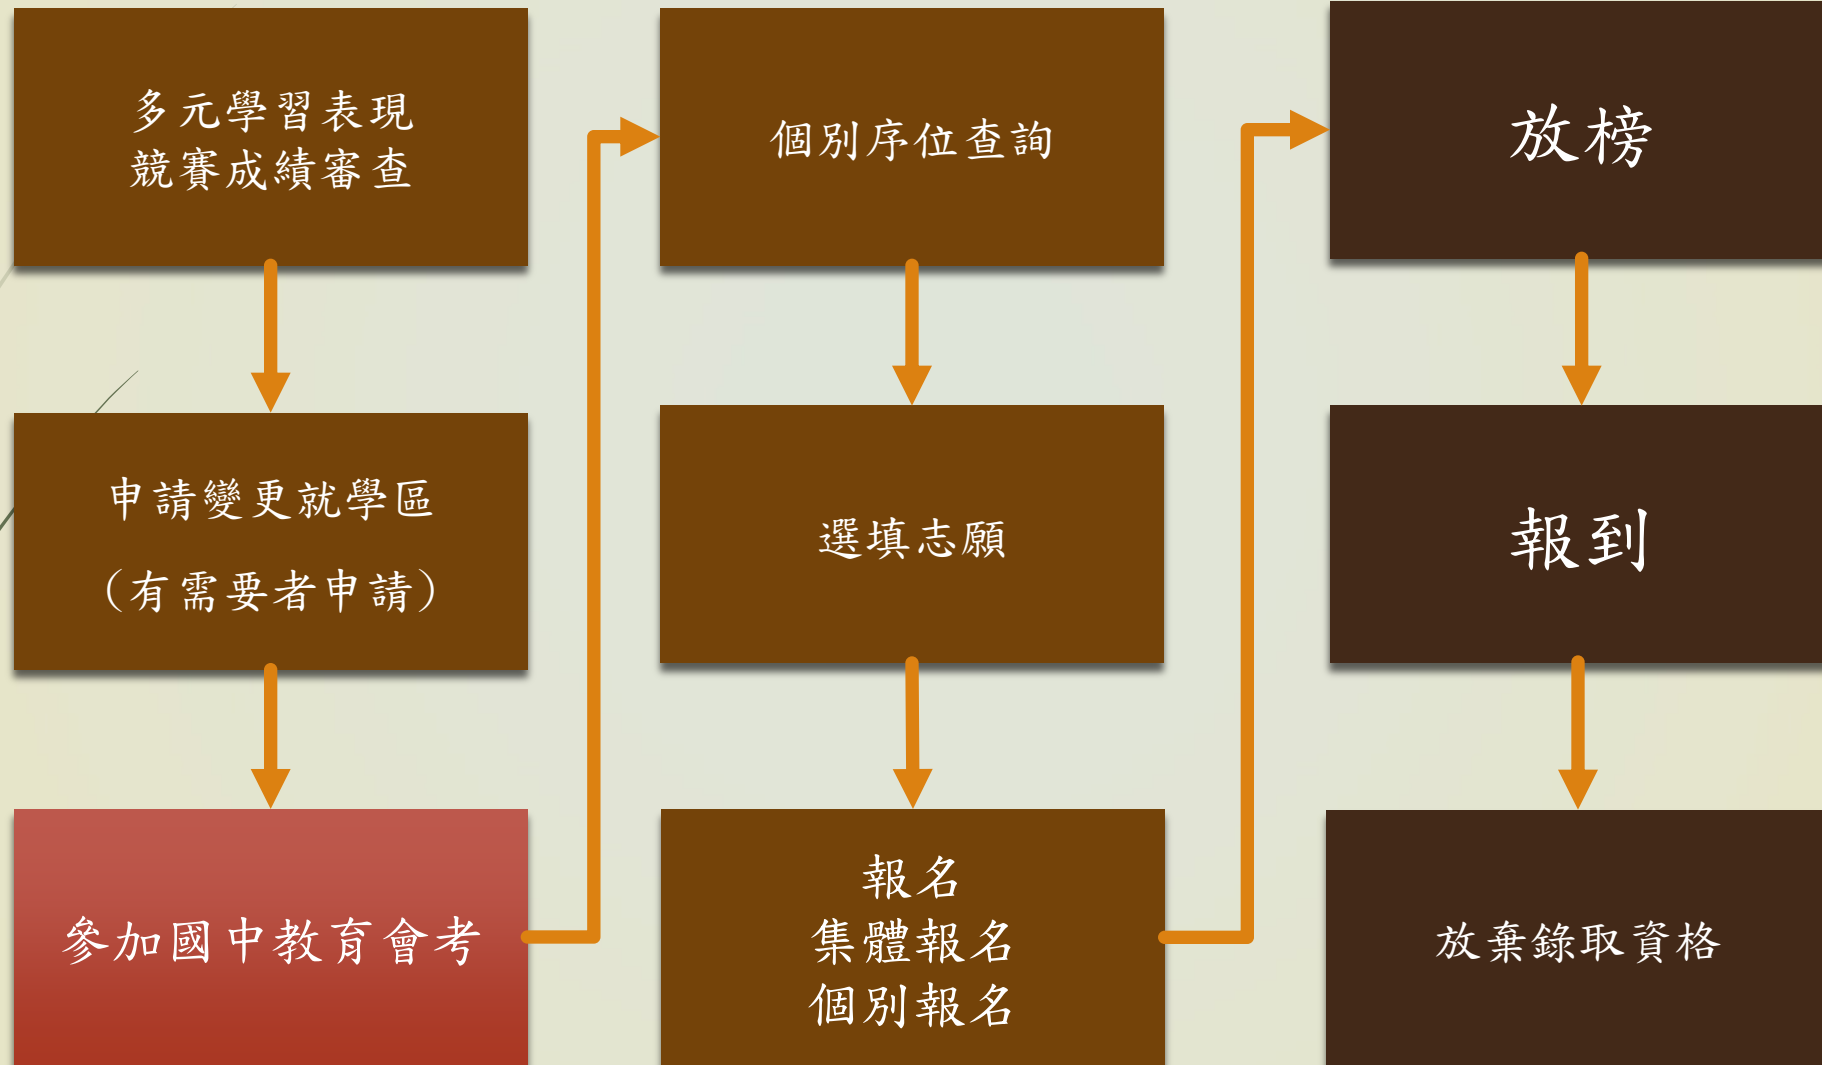 多元學習表現
競賽成績審查
申請變更就學區
（有需要者申請）
參加國中教育會考
個別序位查詢
選填志願
報名
集體報名
個別報名
放榜
報到
放棄錄取資格